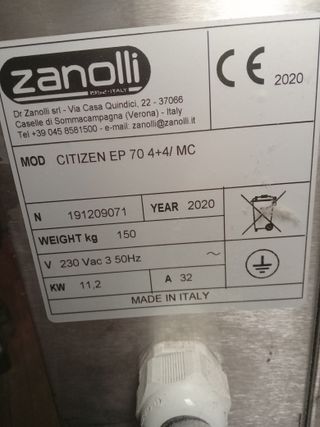 zanolli
Dr Zanolli srl - Via Casa Quindici, 22 - 37066
Caselle di Sommacampagna (Verona) - Italy
Tel +39 045 8581500 - e-mail: zanolli@zanolli.it
CE 2020
MOD CITIZEN EP 70 4+4/ MC
N 191209071 YEAR 2020
WEIGHT kg 150
V 230 Vac 3 50Hz ~
KW 11,2 A 32
MADE IN ITALY